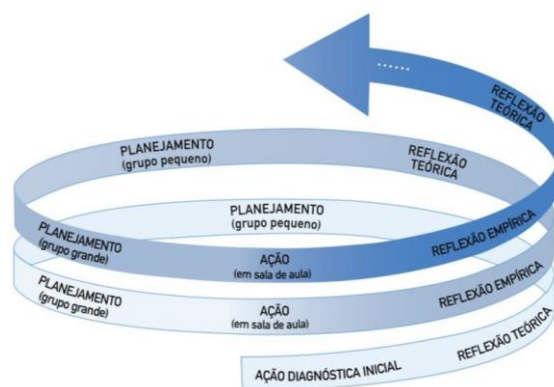 ......
REFLEXÃO
TEÓRICA
PLANEJAMENTO
(grupo pequeno)
REFLEXÃO
TEÓRICA
PLANEJAMENTO
(grupo pequeno)
PLANEJAMENTO
(grupo grande)
AÇÃO
(em sala de aula)
REFLEXÃO EMPÍRICA
PLANEJAMENTO
(grupo grande)
AÇÃO
(em sala de aula)
REFLEXÃO EMPÍRICA
AÇÃO DIAGNÓSTICA INICIAL
REFLEXÃO TEÓRICA